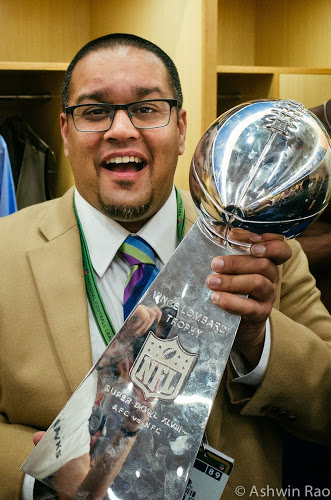 VINCE LOMBARDI
TROPHY
NFL
SUPER BOWL XLVIII
AFC vs NFC
© Ashwin Rao